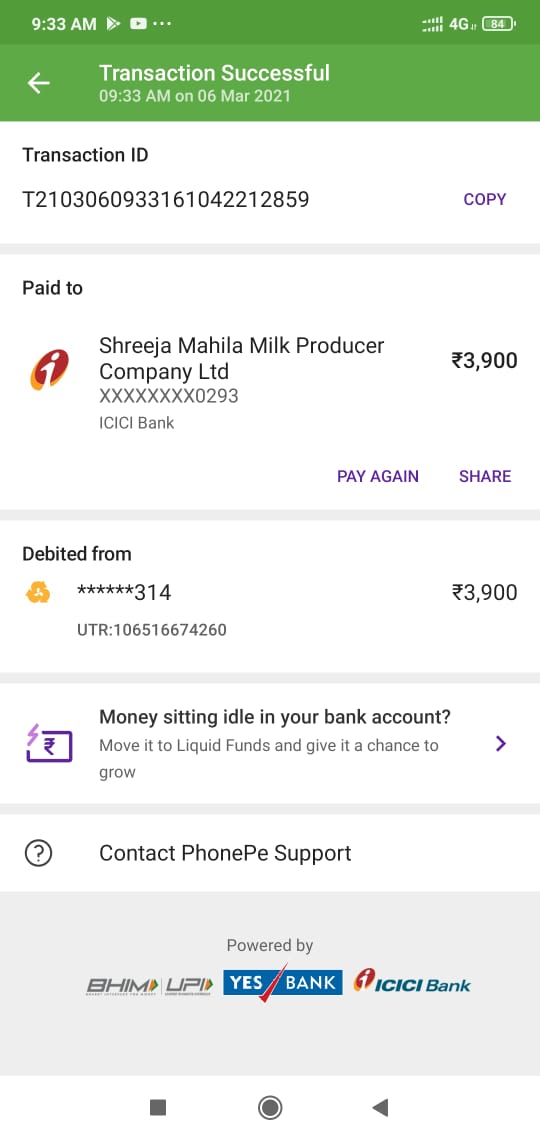 9:33 AM
4G
84
Transaction Successful
09:33 AM on 06 Mar 2021
Transaction ID
T2103060933161042212859
COPY
Paid to
Shreeja Mahila Milk Producer
Company Ltd
₹3,900
XXXXXXXX0293
ICICI Bank
PAY AGAIN
SHARE
Debited from
******314
₹3,900
UTR:106516674260
Money sitting idle in your bank account?
Move it to Liquid Funds and give it a chance to
grow
Contact PhonePe Support
Powered by
BHIM UPI YES BANK ICICI Bank